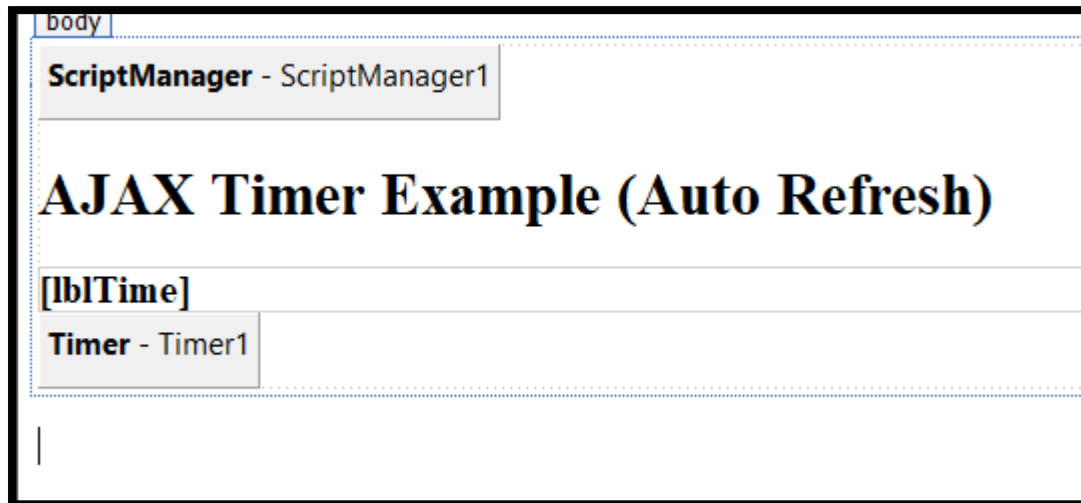 body
ScriptManager - ScriptManager1
AJAX Timer Example (Auto Refresh)
[lblTime]
Timer - Timer1